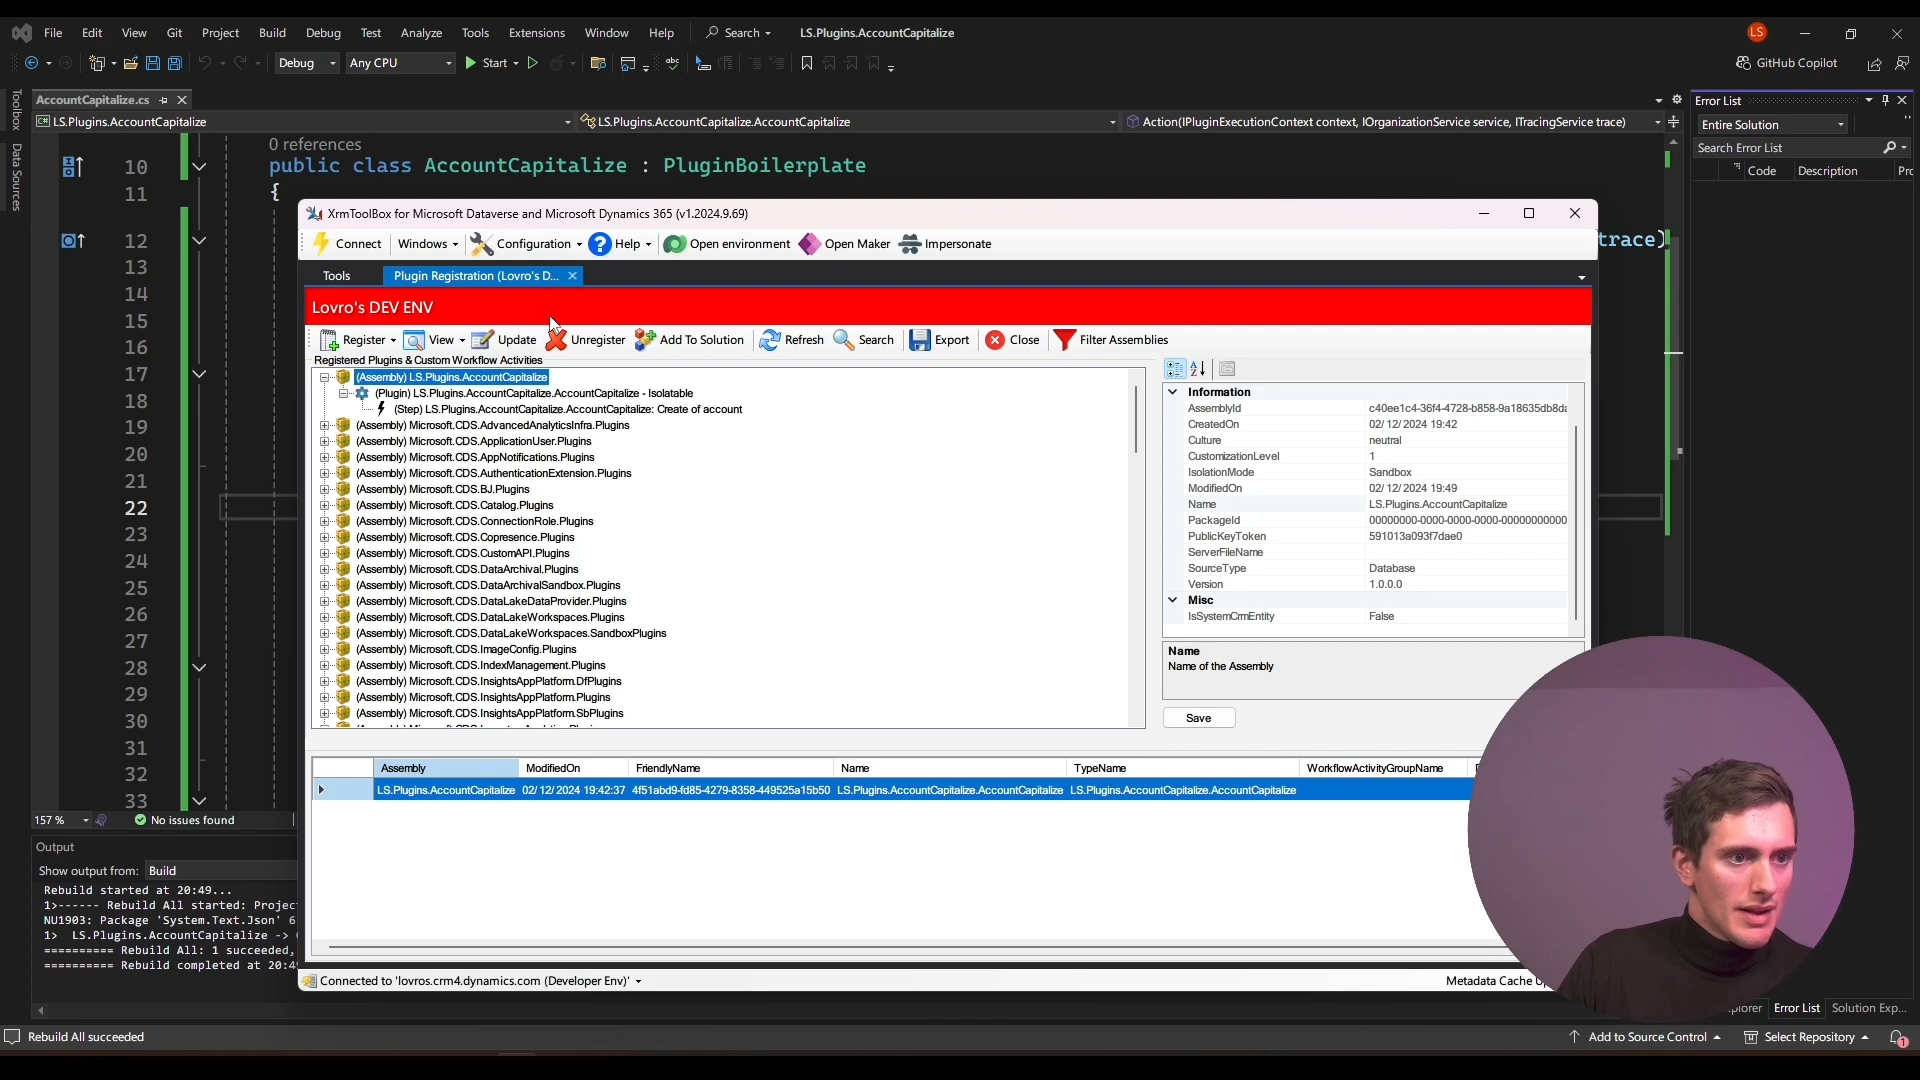 File Edit View Git Project Build Debug Test Analyze Tools Extensions Window Help Search LS.Plugins.AccountCapitalize LS
Debug Any CPU Start GitHub Copilot
Toolbox
Data Sources
AccountCapitalize.cs
LS.Plugins.AccountCapitalize LS.Plugins.AccountCapitalize.AccountCapitalize Action(IPluginExecutionContext context, IOrganizationService service, ITracingService trace)
0 references
10 public class AccountCapitalize : PluginBoilerplate
11 {
12 trace)
13
14
15
16
17
18
19
20
21
22
23
24
25
26
27
28
29
30
31
32
33
157 % No issues found
Error List
Entire Solution
Search Error List
Code Description
XrmToolBox for Microsoft Dataverse and Microsoft Dynamics 365 (v1.2024.9.69)
Connect Windows Configuration Help Open environment Open Maker Impersonate
Tools Plugin Registration (Lovro's D...
Lovro's DEV ENV
Register View Update Unregister Add To Solution Refresh Search Export Close Filter Assemblies
Registered Plugins & Custom Workflow Activities
(Assembly) LS.Plugins.AccountCapitalize
(Plugin) LS.Plugins.AccountCapitalize.AccountCapitalize - Isolatable
(Step) LS.Plugins.AccountCapitalize.AccountCapitalize: Create of account
(Assembly) Microsoft.CDS.AdvancedAnalyticsInfra.Plugins
(Assembly) Microsoft.CDS.ApplicationUser.Plugins
(Assembly) Microsoft.CDS.AppNotifications.Plugins
(Assembly) Microsoft.CDS.AuthenticationExtension.Plugins
(Assembly) Microsoft.CDS.BJ.Plugins
(Assembly) Microsoft.CDS.Catalog.Plugins
(Assembly) Microsoft.CDS.ConnectionRole.Plugins
(Assembly) Microsoft.CDS.Copresence.Plugins
(Assembly) Microsoft.CDS.CustomAPI.Plugins
(Assembly) Microsoft.CDS.DataArchival.Plugins
(Assembly) Microsoft.CDS.DataArchivalSandbox.Plugins
(Assembly) Microsoft.CDS.DataLakeDataProvider.Plugins
(Assembly) Microsoft.CDS.DataLakeWorkspaces.Plugins
(Assembly) Microsoft.CDS.DataLakeWorkspaces.SandboxPlugins
(Assembly) Microsoft.CDS.ImageConfig.Plugins
(Assembly) Microsoft.CDS.IndexManagement.Plugins
(Assembly) Microsoft.CDS.InsightsAppPlatform.DfPlugins
(Assembly) Microsoft.CDS.InsightsAppPlatform.Plugins
(Assembly) Microsoft.CDS.InsightsAppPlatform.SbPlugins
Information
AssemblyId c40ee1c4-36f4-4728-b858-9a18635db8d
CreatedOn 02/12/2024 19:42
Culture neutral
CustomizationLevel 1
IsolationMode Sandbox
ModifiedOn 02/12/2024 19:49
Name LS.Plugins.AccountCapitalize
PackageId 00000000-0000-0000-0000-00000000000
PublicKeyToken 591013a093f7dae0
ServerFileName
SourceType Database
Version 1.0.0.0
Misc
IsSystemCrmEntity False
Name
Name of the Assembly
Save
Assembly ModifiedOn FriendlyName Name TypeName WorkflowActivityGroupName
LS.Plugins.AccountCapitalize 02/12/2024 19:42:37 4f51abd9-fd85-4279-8358-449525a15b50 LS.Plugins.AccountCapitalize.AccountCapitalize LS.Plugins.AccountCapitalize.AccountCapitalize
Connected to 'lovros.crm4.dynamics.com (Developer Env)' Metadata Cache
Output
Show output from: Build
Rebuild started at 20:49...
1>------ Rebuild All started: Projec
NU1903: Package 'System.Text.Json' 6
1> LS.Plugins.AccountCapitalize ->
========== Rebuild All: 1 succeeded,
========== Rebuild completed at 20:4
plorer Error List Solution Exp...
Rebuild All succeeded Add to Source Control Select Repository 1